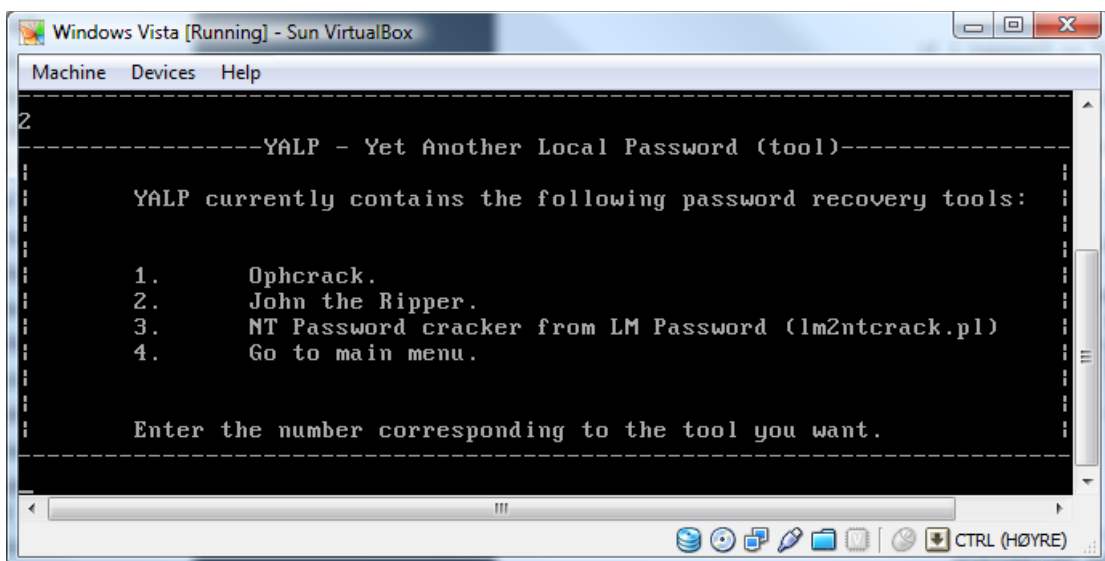 Windows Vista [Running] - Sun VirtualBox
Machine Devices Help
2
------------------YALP - Yet Another Local Password (tool)-----------------
YALP currently contains the following password recovery tools:
1. Ophcrack.
2. John the Ripper.
3. NT Password cracker from LM Password (lm2ntcrack.pl)
4. Go to main menu.
Enter the number corresponding to the tool you want.
CTRL (HØYRE)